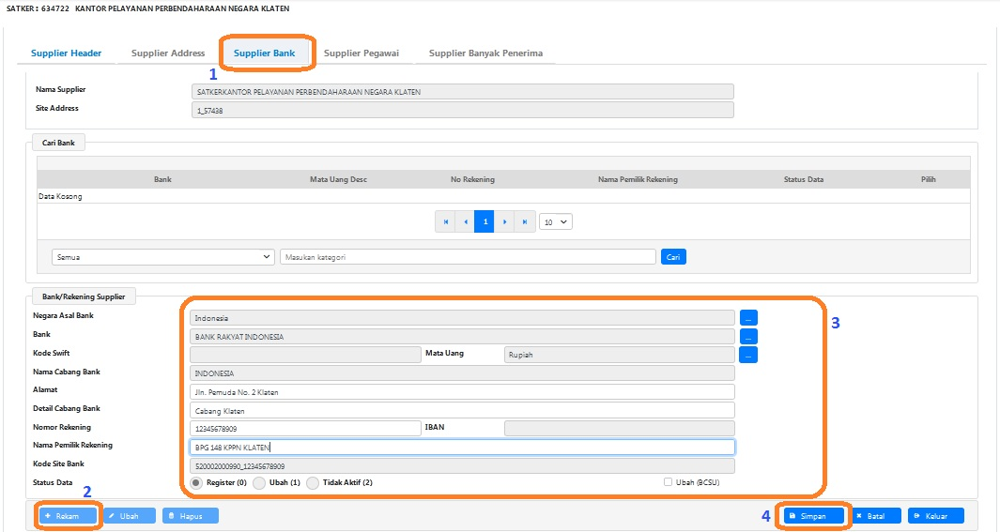 SATKER : 634722 KANTOR PELAYANAN PERBENDAHARAAN NEGARA KLATEN
Supplier Header Supplier Address Supplier Bank Supplier Pegawai Supplier Banyak Penerima
1
Nama Supplier SATKERKANTOR PELAYANAN PERBENDAHARAAN NEGARA KLATEN
Site Address 1_57438
Cari Bank
Bank Mata Uang Desc No Rekening Nama Pemilik Rekening Status Data Pilih
Data Kosong
1 10
Semua Masukan kategori Cari
Bank/Rekening Supplier
Negara Asal Bank Indonesia ... 3
Bank BANK RAKYAT INDONESIA ...
Kode Swift Mata Uang Rupiah ...
Nama Cabang Bank INDONESIA
Alamat Jln. Pemuda No. 2 Klaten
Detail Cabang Bank Cabang Klaten
Nomor Rekening 12345678909 IBAN
Nama Pemilik Rekening BPG 148 KPPN KLATEN
Kode Site Bank 520002000990_12345678909
Status Data Register (0) Ubah (1) Tidak Aktif (2) Ubah (BCSU)
2
Rekam Ubah Hapus 4 Simpan Batal Keluar